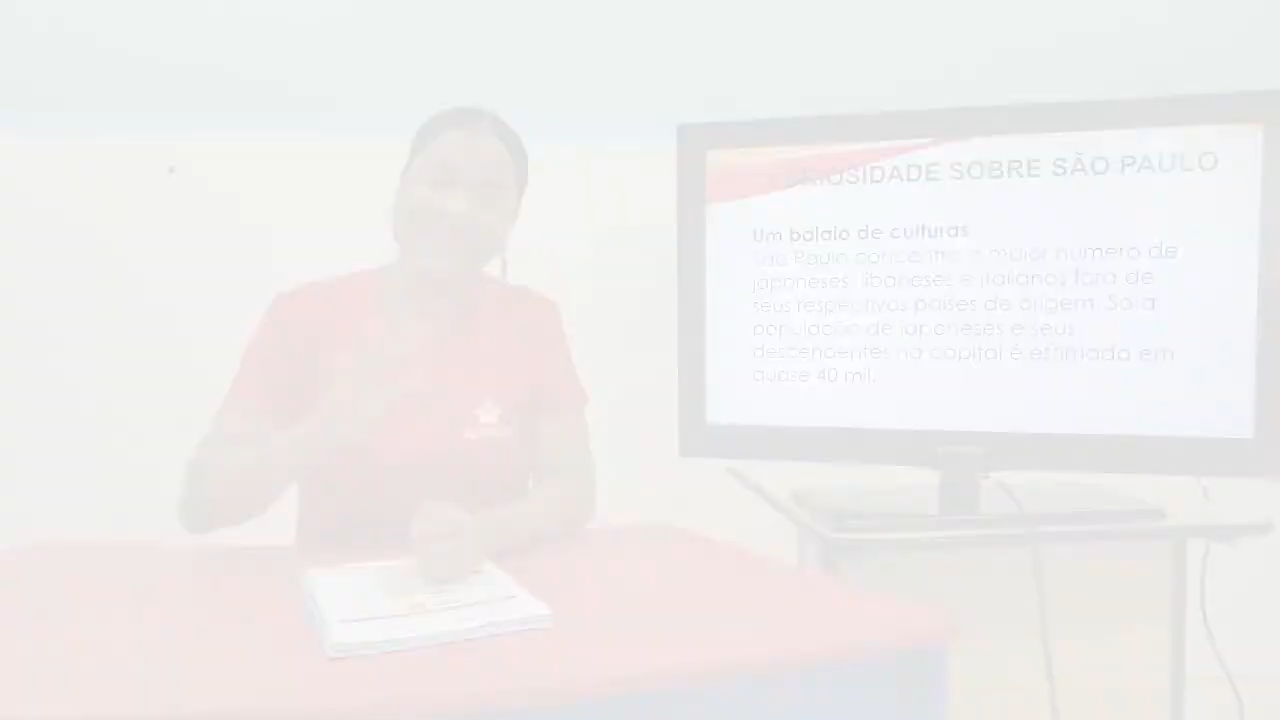 CURIOSIDADE SOBRE SÃO PAULO
Um balaio de culturas
São Paulo concentra o maior número de
japoneses, libaneses e italianos fora de
seus respectivos países de origem. Só a
população de japoneses e seus
descendentes na capital é estimada em
quase 40 mil.